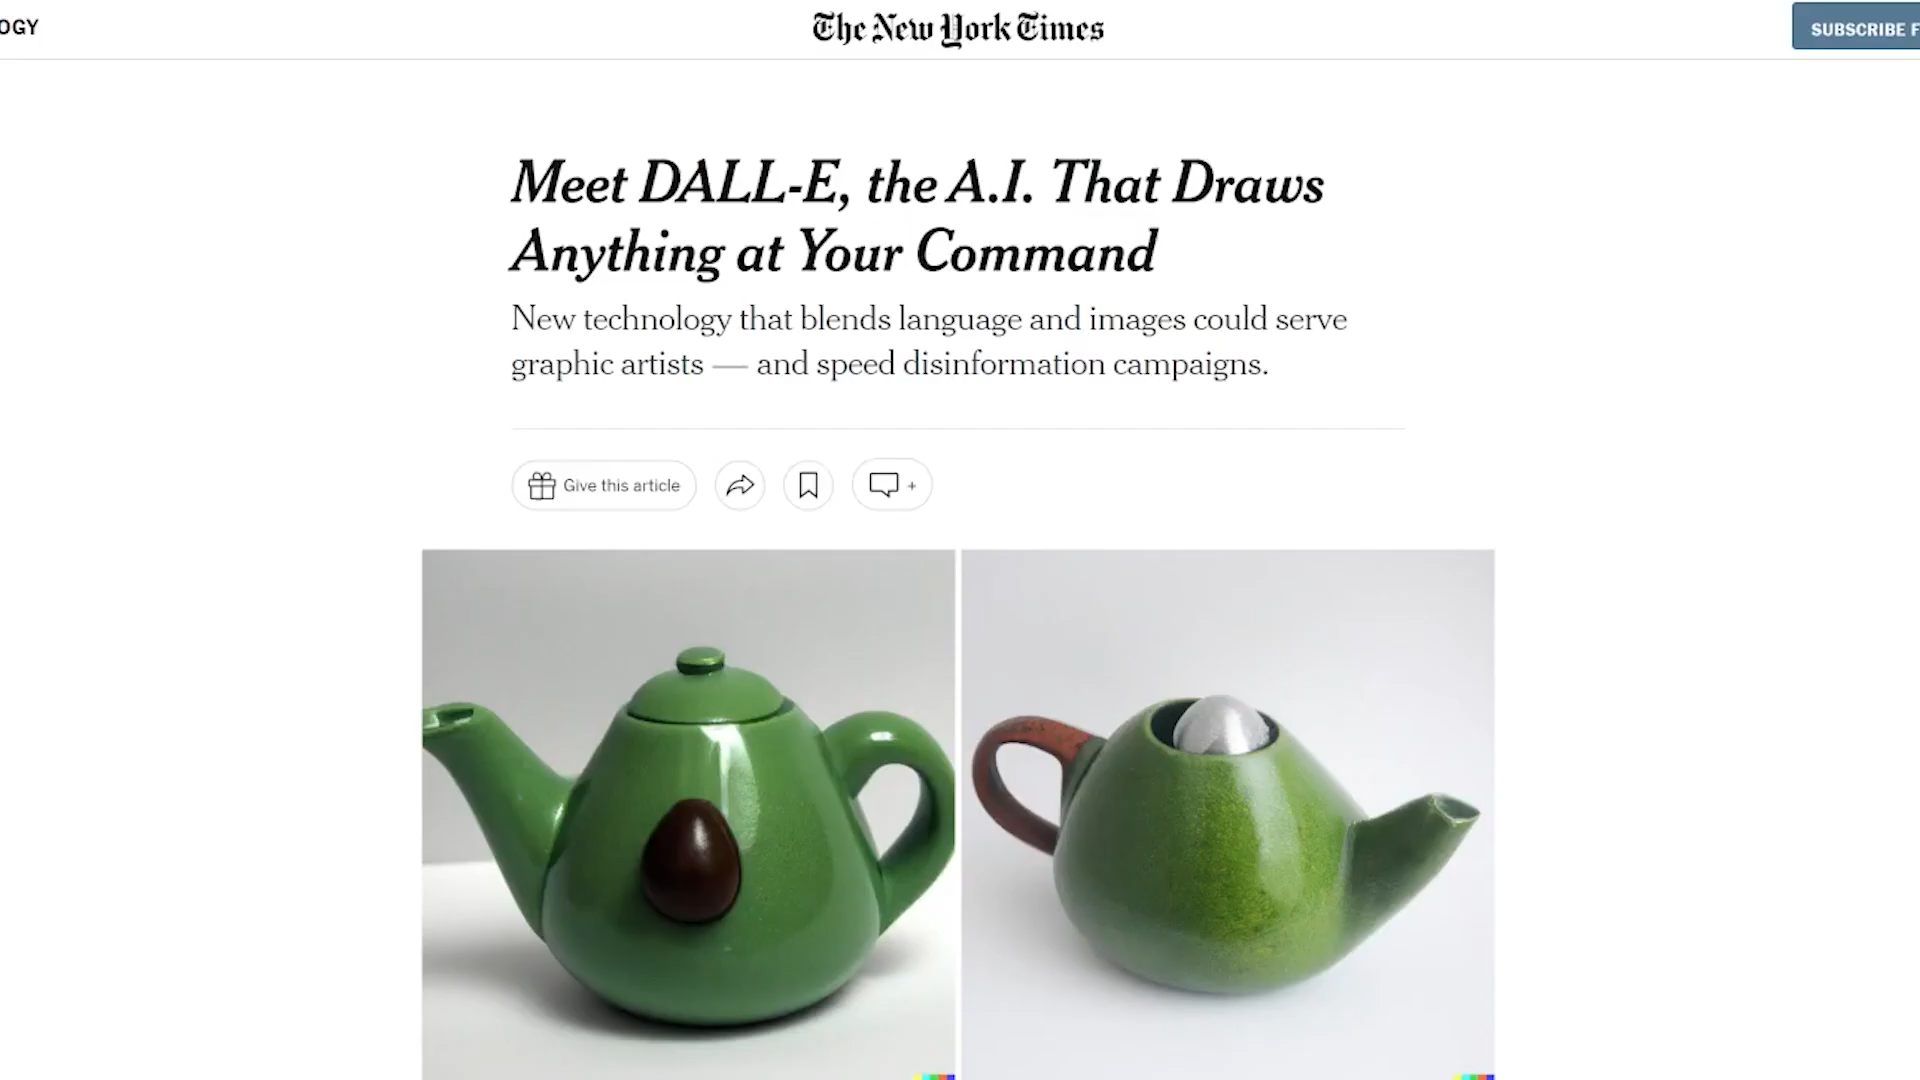 OGY
The New York Times
SUBSCRIBE F
Meet DALL-E, the A.I. That Draws
Anything at Your Command
New technology that blends language and images could serve
graphic artists — and speed disinformation campaigns.
Give this article
+